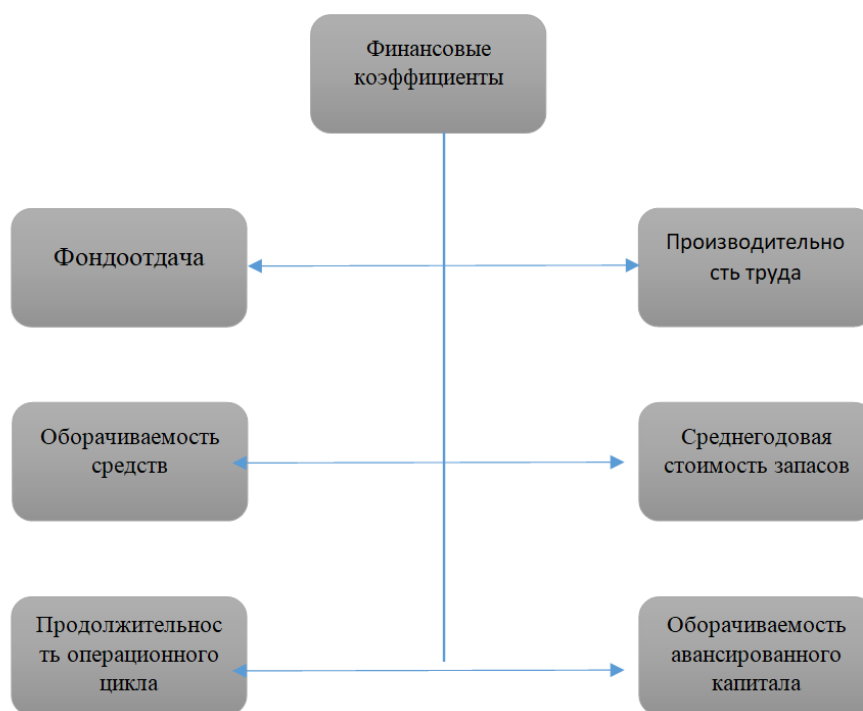 Финансовые
коэффициенты
Фондоотдача
Производительно
сть труда
Оборачиваемость
средств
Среднегодовая
стоимость запасов
Продолжительнос
ть операционного
цикла
Оборачиваемость
авансированного
капитала